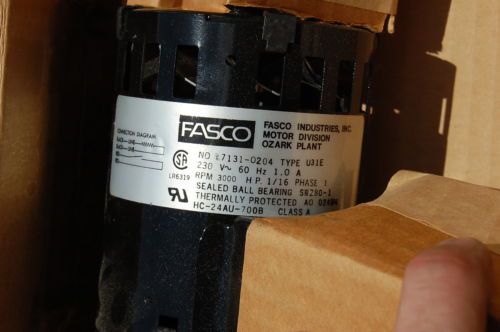 FASCO
FASCO INDUSTRIES, INC.
MOTOR DIVISION
OZARK PLANT
CONNECTION DIAGRAM
NO 7131-0204 TYPE U31E
230 V~ 60 Hz 1.0 A
LR6319 RPM 3000 H.P. 1/16 PHASE 1
SEALED BALL BEARING
THERMALLY PROTECTED AO
HC-24AU-700B CLASS A